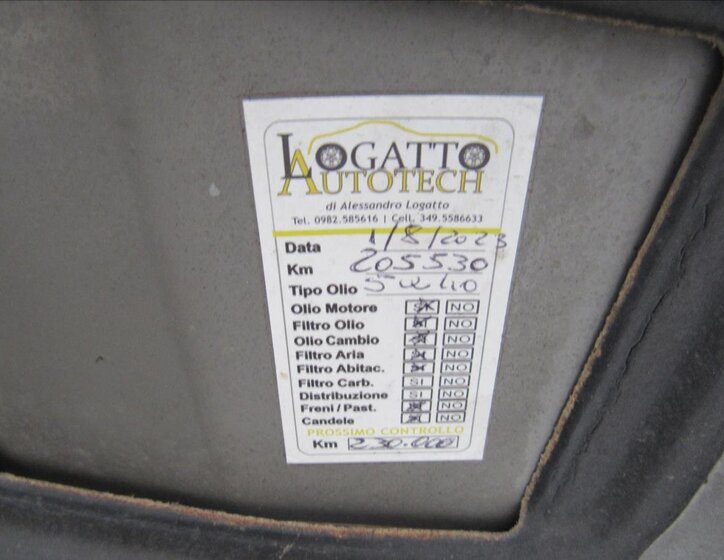 LOGATTO
AUTOTECH
di Alessandro Logatto
Tel. 0982.585616 | Cell. 349.5586633
Data 1/8/2023
Km 205530
Tipo Olio 5w40
Olio Motore SI NO
Filtro Olio SI NO
Olio Cambio SI NO
Filtro Aria SI NO
Filtro Abitac. SI NO
Filtro Carb. SI NO
Distribuzione SI NO
Freni/Past. SI NO
Candele SI NO
PROSSIMO CONTROLLO
Km 230.000